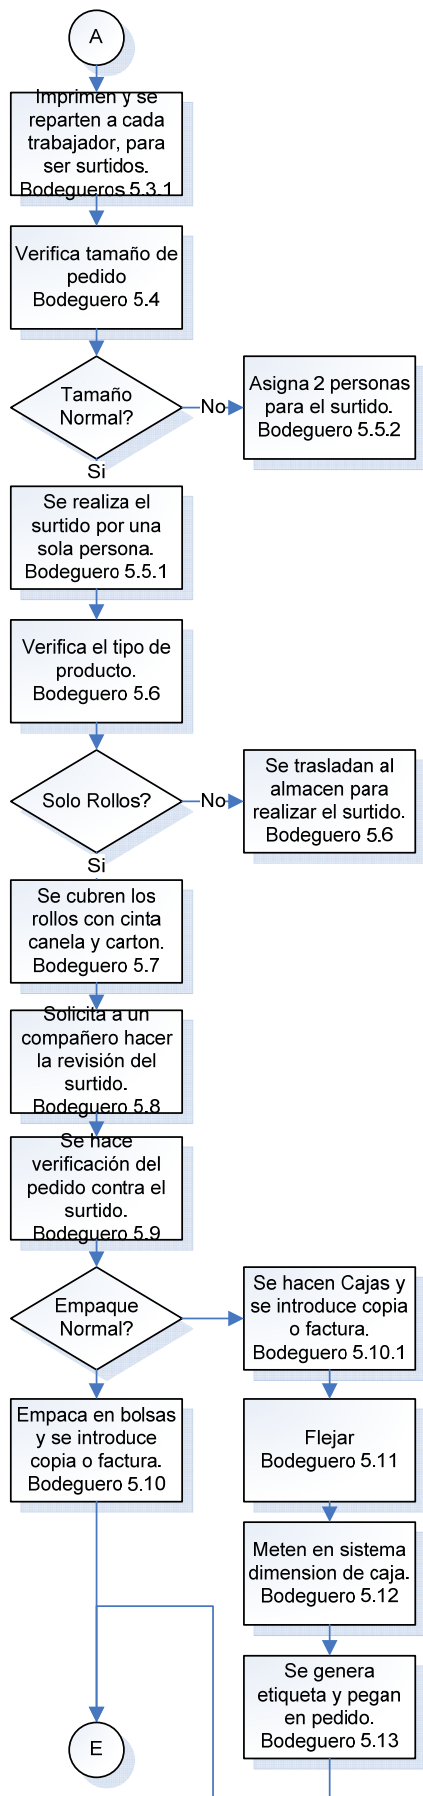 A
Imprimen y se
reparten a cada
trabajador, para
ser surtidos.
Bodegueros 5.3.1
Verifica tamaño de
pedido
Bodeguero 5.4
Tamaño
Normal?
No
Asigna 2 personas
para el surtido.
Bodeguero 5.5.2
Si
Se realiza el
surtido por una
sola persona.
Bodeguero 5.5.1
Verifica el tipo de
producto.
Bodeguero 5.6
Solo Rollos?
No
Se trasladan al
almacen para
realizar el surtido.
Bodeguero 5.6
Si
Se cubren los
rollos con cinta
canela y carton.
Bodeguero 5.7
Solicita a un
compañero hacer
la revisión del
surtido.
Bodeguero 5.8
Se hace
verificación del
pedido contra el
surtido.
Bodeguero 5.9
Empaque
Normal?
Se hacen Cajas y
se introduce copia
o factura.
Bodeguero 5.10.1
Empaca en bolsas
y se introduce
copia o factura.
Bodeguero 5.10
Flejar
Bodeguero 5.11
Meten en sistema
dimension de caja.
Bodeguero 5.12
Se genera
etiqueta y pegan
en pedido.
Bodeguero 5.13
E